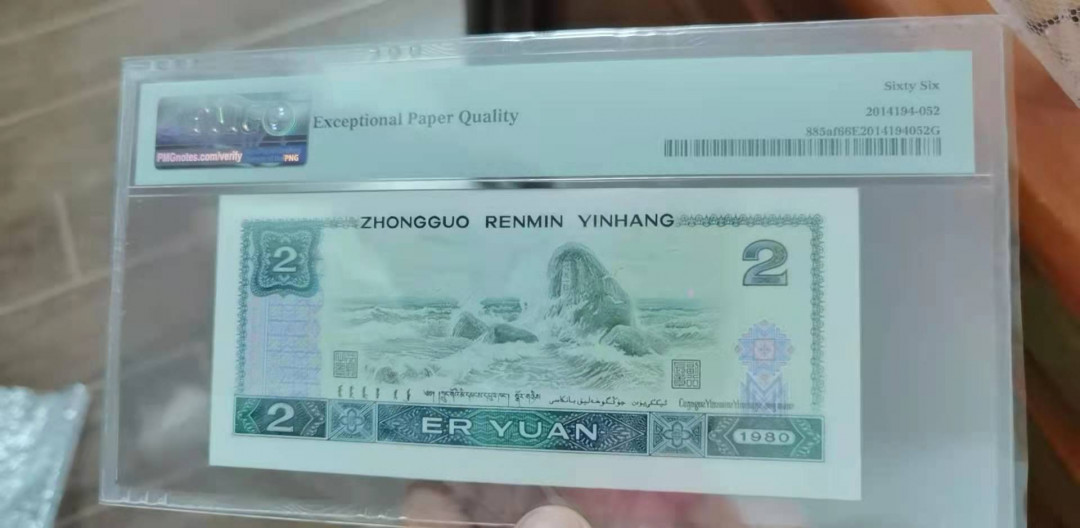 Sixty Six
Exceptional Paper Quality
2014194-052
885af66E2014194052G
PMGnotes.com/verify
ZHONGGUO RENMIN YINHANG
2
2
2
ER YUAN
1980